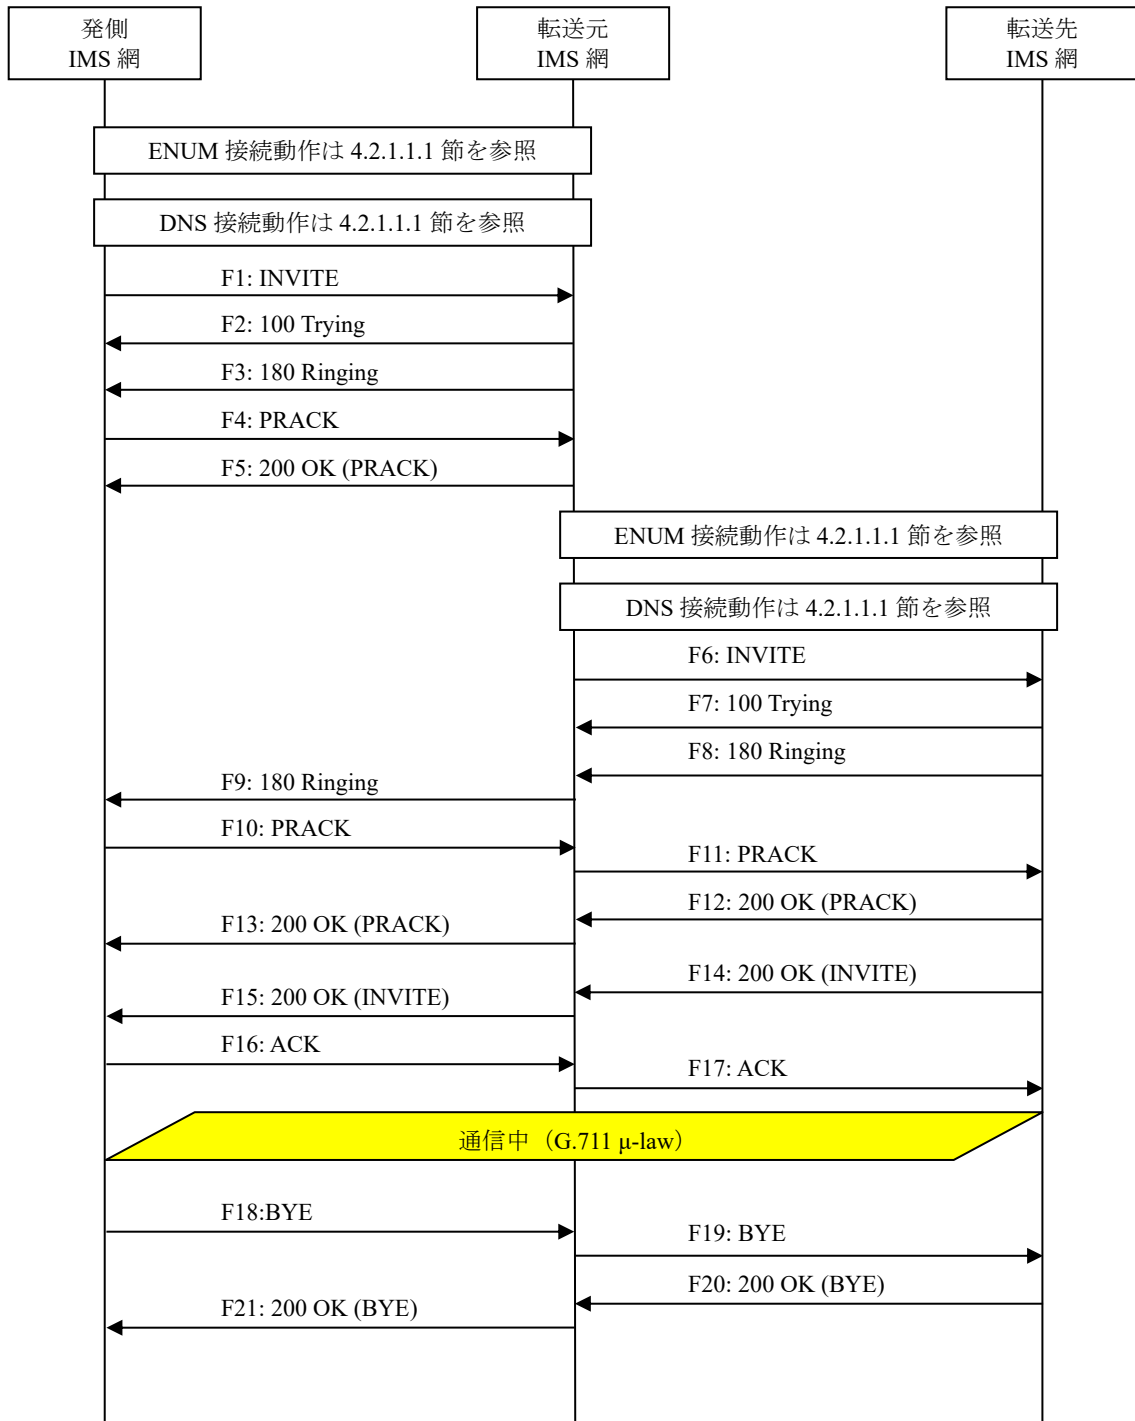 発側
IMS 網
転送元
IMS 網
転送先
IMS 網
ENUM 接続動作は 4.2.1.1.1 節を参照
DNS 接続動作は 4.2.1.1.1 節を参照
F1: INVITE
F2: 100 Trying
F3: 180 Ringing
F4: PRACK
F5: 200 OK (PRACK)
ENUM 接続動作は 4.2.1.1.1 節を参照
DNS 接続動作は 4.2.1.1.1 節を参照
F6: INVITE
F7: 100 Trying
F8: 180 Ringing
F9: 180 Ringing
F10: PRACK
F11: PRACK
F12: 200 OK (PRACK)
F13: 200 OK (PRACK)
F14: 200 OK (INVITE)
F15: 200 OK (INVITE)
F16: ACK
F17: ACK
通信中（G.711 μ-law）
F18:BYE
F19: BYE
F20: 200 OK (BYE)
F21: 200 OK (BYE)